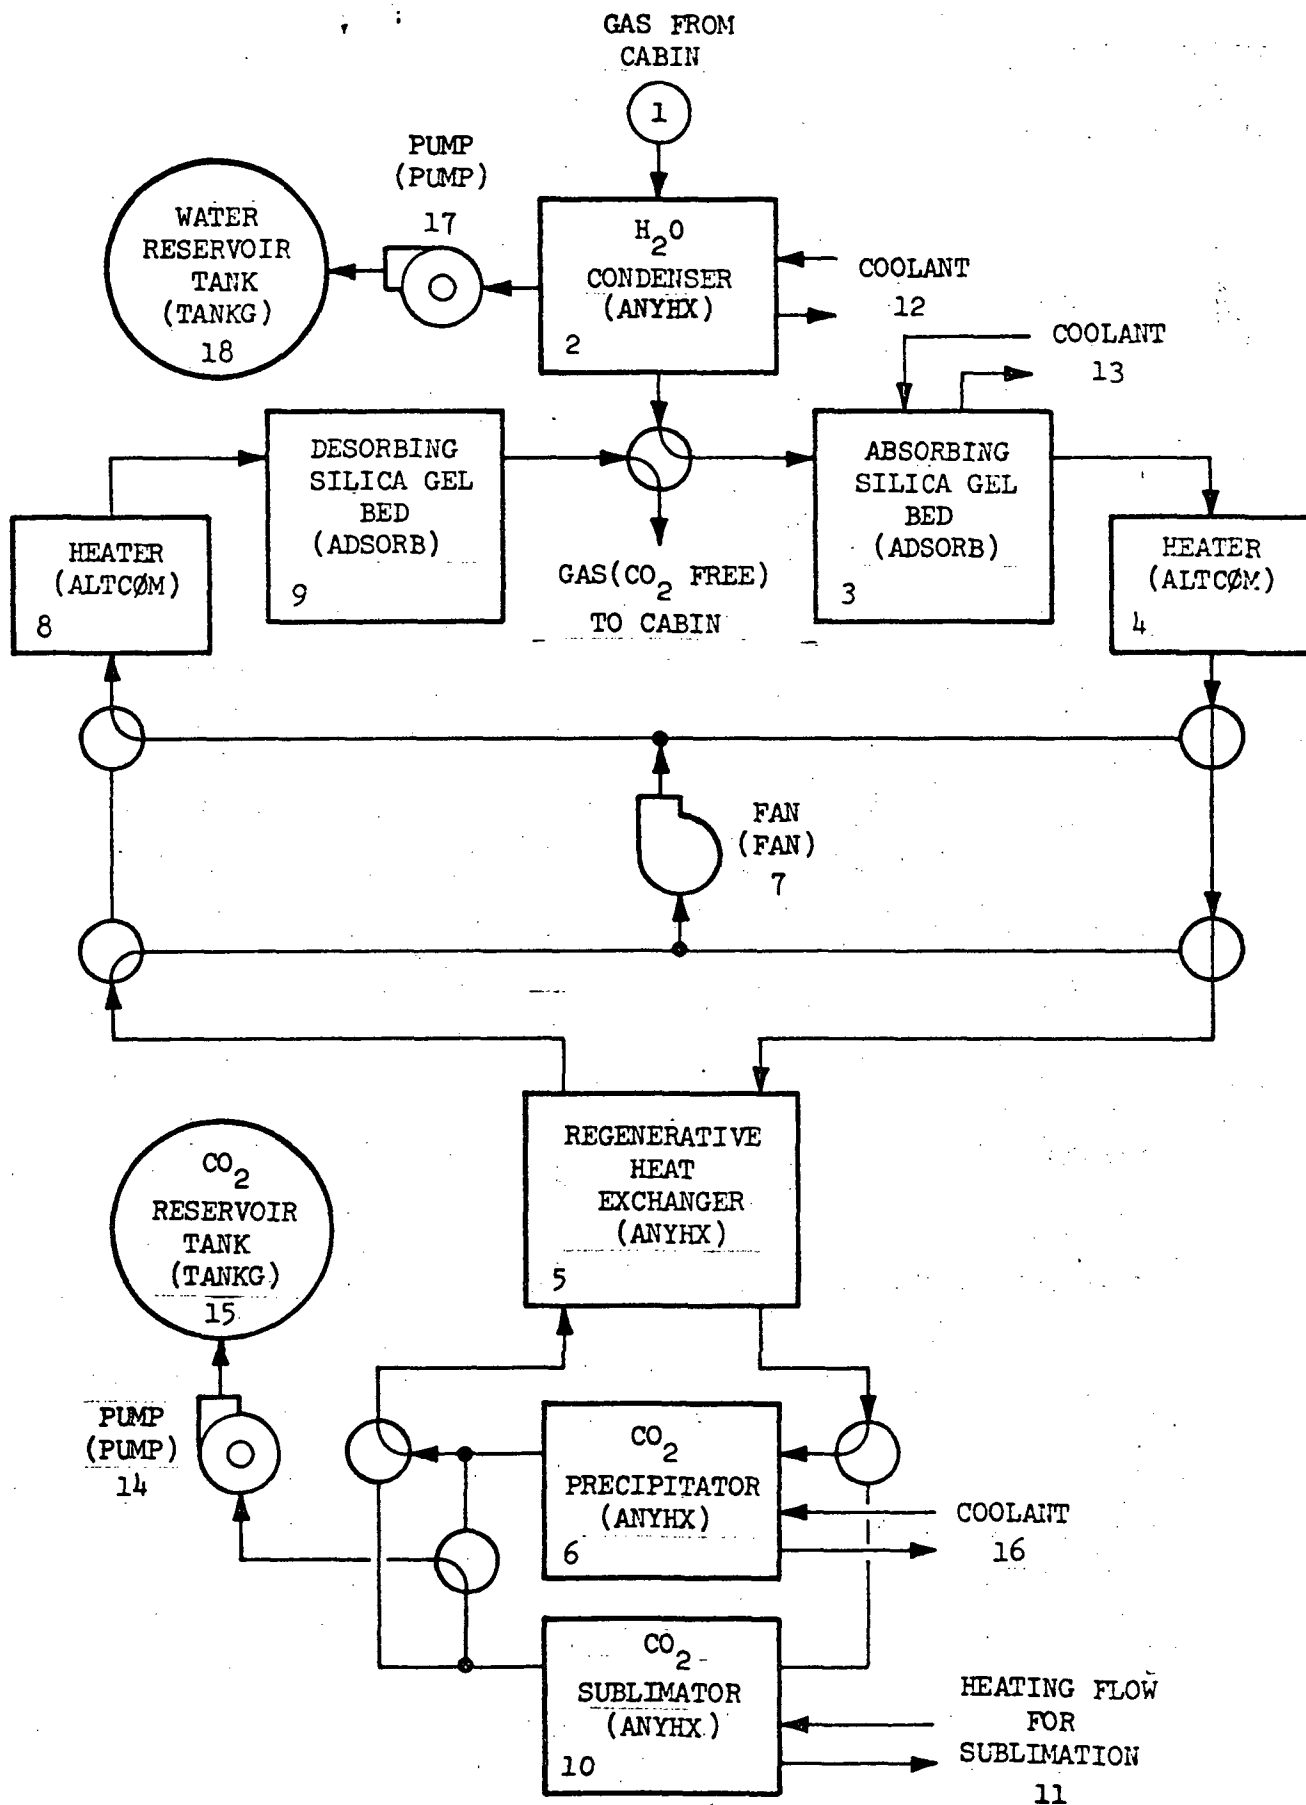 GAS FROM
CABIN
1
PUMP
(PUMP)
17
WATER
RESERVOIR
TANK
(TANKG)
18
H2O
CONDENSER
(ANYHX)
2
COOLANT
12
COOLANT
13
DESORBING
SILICA GEL
BED
(ADSORB)
9
ABSORBING
SILICA GEL
BED
(ADSORB)
3
HEATER
(ALTCØM)
8
GAS(CO2 FREE)
TO CABIN
HEATER
(ALTCØM)
4
FAN
(FAN)
7
REGENERATIVE
HEAT
EXCHANGER
(ANYHX)
5
CO2
RESERVOIR
TANK
(TANKG)
15
PUMP
(PUMP)
14
CO2
PRECIPITATOR
(ANYHX)
6
COOLANT
16
CO2
SUBLIMATOR
(ANYHX)
10
HEATING FLOW
FOR
SUBLIMATION
11